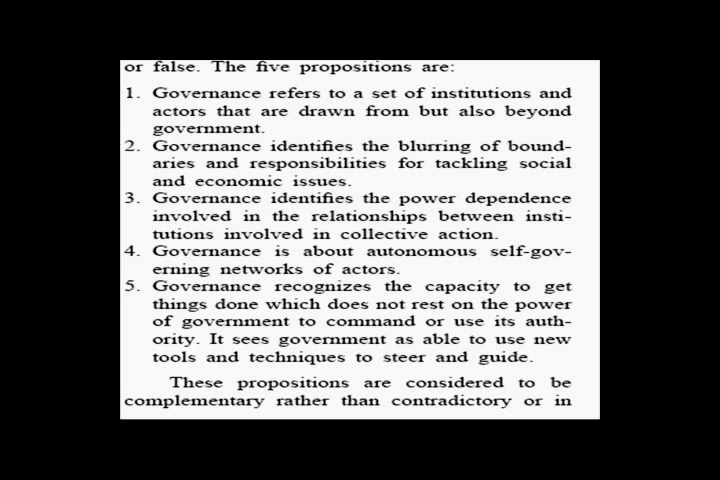 or false. The five propositions are:
1. Governance refers to a set of institutions and
actors that are drawn from but also beyond
government.
2. Governance identifies the blurring of bound-
aries and responsibilities for tackling social
and economic issues.
3. Governance identifies the power dependence
involved in the relationships between insti-
tutions involved in collective action.
4. Governance is about autonomous self-gov-
erning networks of actors.
5. Governance recognizes the capacity to get
things done which does not rest on the power
of government to command or use its auth-
ority. It sees government as able to use new
tools and techniques to steer and guide.
These propositions are considered to be
complementary rather than contradictory or in